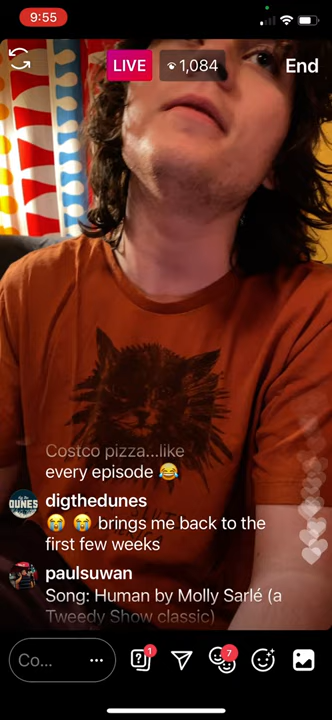 9:55
LIVE
1,084
End
Costco pizza...like
every episode 😂
DUNES
digthedunes
😭 😭 brings me back to the
first few weeks
paulsuwan
Song: Human by Molly Sarlé (a
Tweedy Show classic)
Co...
1
7